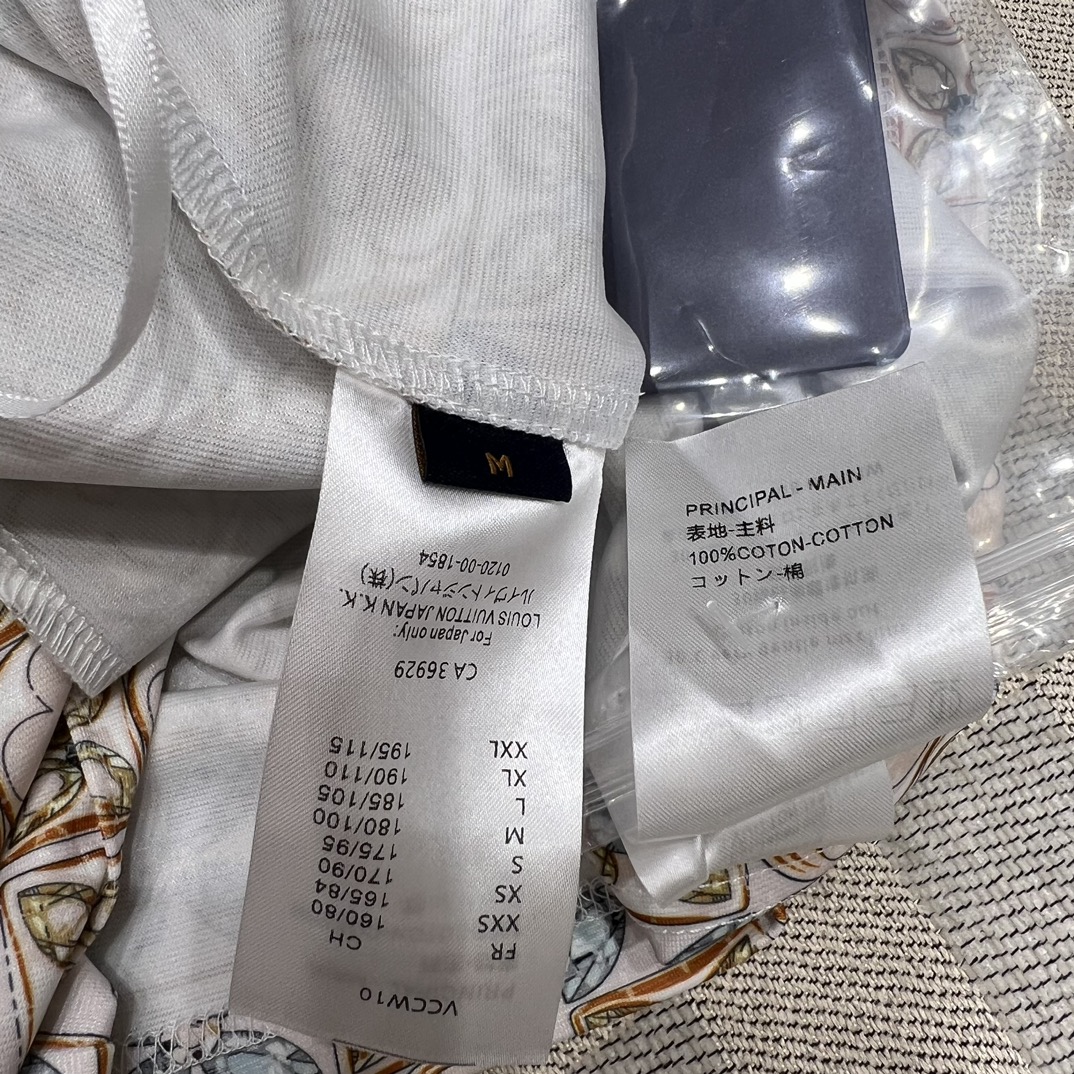 M
VCCW10
FR
XXS
XS
S
M
L
XL
XXL
CH
160/80
165/84
170/90
175/95
180/100
185/105
190/110
195/115
CA 36929
For Japan only:
LOUIS VUITTON JAPAN K.K.
ルイヴィトンジャパン(株)
0120-00-1854
PRINCIPAL - MAIN
表地-主料
100%COTON-COTTON
コットン-棉